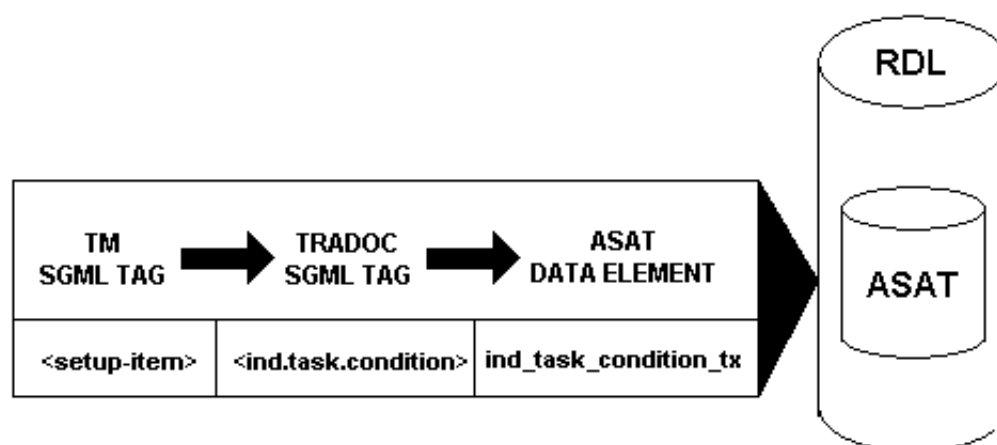 RDL
TM
SGML TAG
TRADOC
SGML TAG
ASAT
DATA ELEMENT
ASAT
<setup-item>
<ind.task.condition>
ind_task_condition_tx